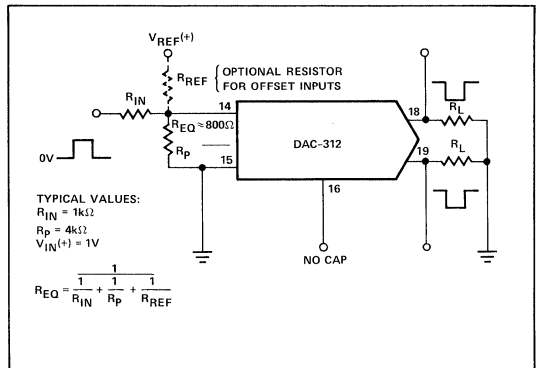 VREF(+)
RREF { OPTIONAL RESISTOR
FOR OFFSET INPUTS
RIN
14
REQ ≈ 800Ω
RP
15
DAC-312
18
RL
19
RL
16
0V
NO CAP
TYPICAL VALUES:
RIN = 1kΩ
RP = 4kΩ
VIN(+) = 1V
REQ = 1 / (1/RIN + 1/RP + 1/RREF)